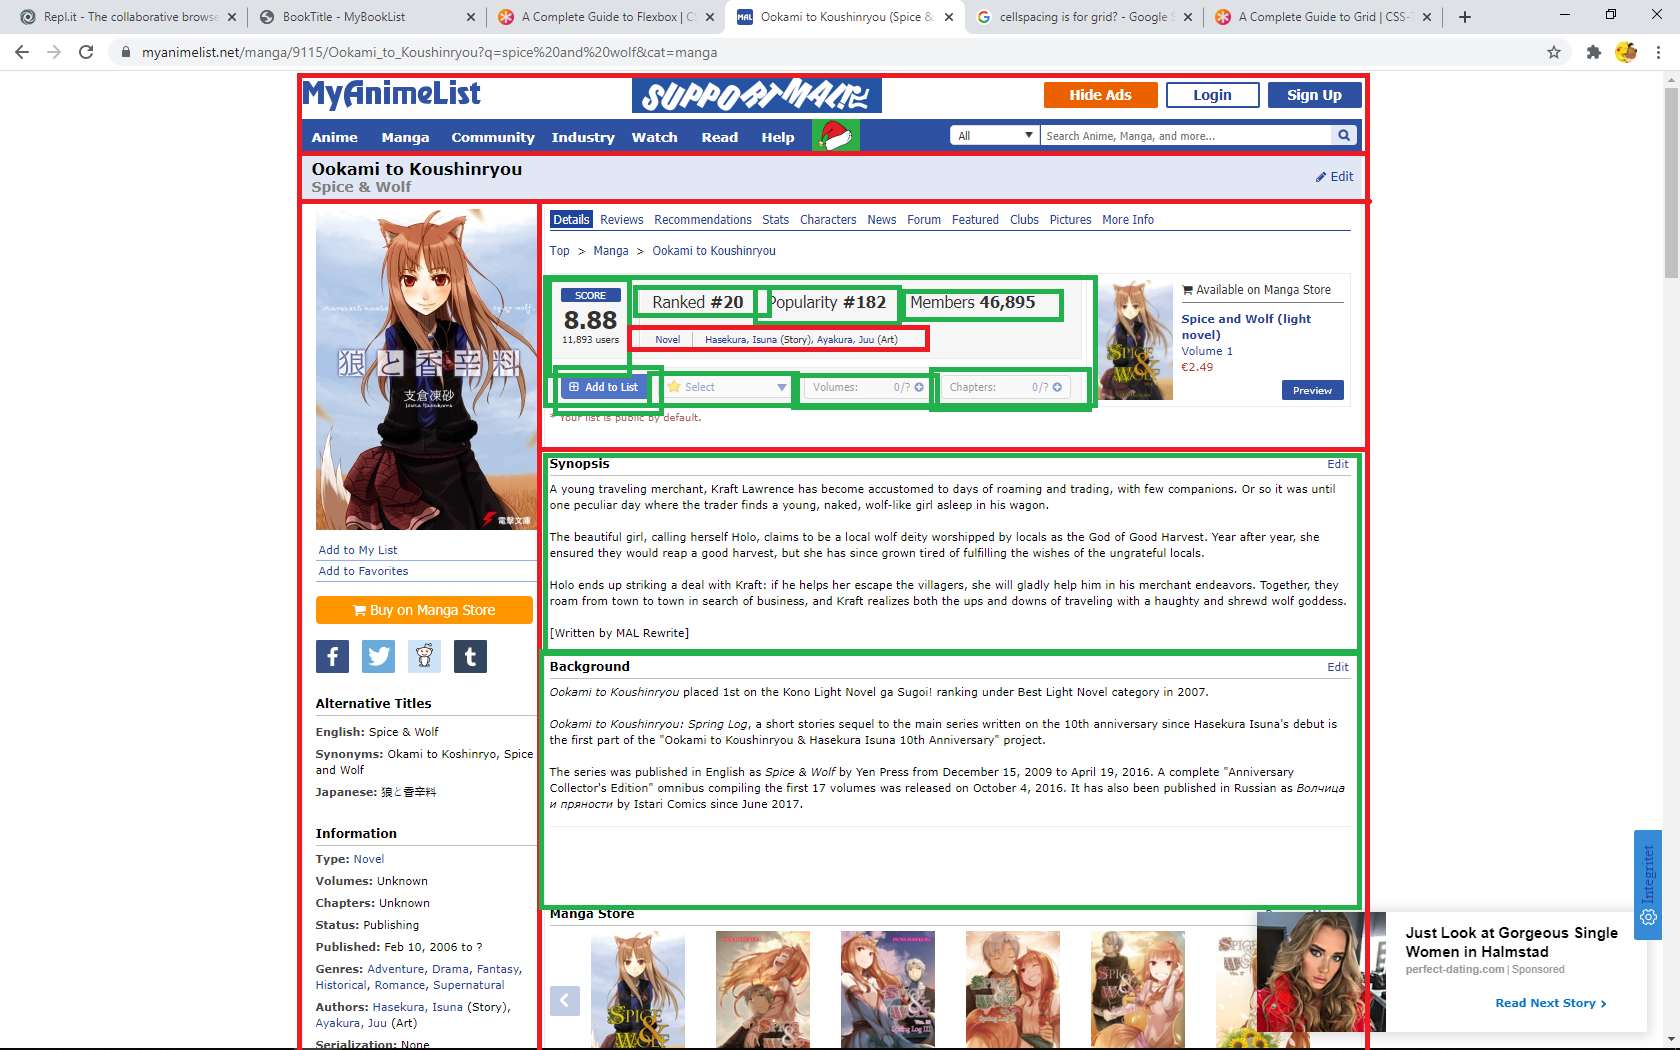 Repl.it - The collaborative browse
BookTitle - MyBookList
A Complete Guide to Flexbox | CS
Ookami to Koushinryou (Spice &
cellspacing is for grid? - Google S
A Complete Guide to Grid | CSS-T
myanimelist.net/manga/9115/Ookami_to_Koushinryou?q=spice%20and%20wolf&cat=manga
MyAnimeList
SUPPORT MAL
Hide Ads
Login
Sign Up
Anime Manga Community Industry Watch Read Help
All
Search Anime, Manga, and more...
Ookami to Koushinryou
Spice & Wolf
Edit
Details Reviews Recommendations Stats Characters News Forum Featured Clubs Pictures More Info
Top > Manga > Ookami to Koushinryou
SCORE
8.88
11,893 users
Ranked #20 Popularity #182 Members 46,895
Novel Hasekura, Isuna (Story), Ayakura, Juu (Art)
Add to List
Select
Volumes: 0/?
Chapters: 0/?
* Your list is public by default.
Available on Manga Store
Spice and Wolf (light
novel)
Volume 1
€2.49
Preview
狼と香辛料
支倉凍砂
電撃文庫
Add to My List
Add to Favorites
Buy on Manga Store
Alternative Titles
English: Spice & Wolf
Synonyms: Okami to Koshinryo, Spice
and Wolf
Japanese: 狼と香辛料
Information
Type: Novel
Volumes: Unknown
Chapters: Unknown
Status: Publishing
Published: Feb 10, 2006 to ?
Genres: Adventure, Drama, Fantasy,
Historical, Romance, Supernatural
Authors: Hasekura, Isuna (Story),
Ayakura, Juu (Art)
Serialization: None
Synopsis
Edit
A young traveling merchant, Kraft Lawrence has become accustomed to days of roaming and trading, with few companions. Or so it was until
one peculiar day where the trader finds a young, naked, wolf-like girl asleep in his wagon.
The beautiful girl, calling herself Holo, claims to be a local wolf deity worshipped by locals as the God of Good Harvest. Year after year, she
ensured they would reap a good harvest, but she has since grown tired of fulfilling the wishes of the ungrateful locals.
Holo ends up striking a deal with Kraft: if he helps her escape the villagers, she will gladly help him in his merchant endeavors. Together, they
roam from town to town in search of business, and Kraft realizes both the ups and downs of traveling with a haughty and shrewd wolf goddess.
[Written by MAL Rewrite]
Background
Edit
Ookami to Koushinryou placed 1st on the Kono Light Novel ga Sugoi! ranking under Best Light Novel category in 2007.
Ookami to Koushinryou: Spring Log, a short stories sequel to the main series written on the 10th anniversary since Hasekura Isuna's debut is
the first part of the "Ookami to Koushinryou & Hasekura Isuna 10th Anniversary" project.
The series was published in English as Spice & Wolf by Yen Press from December 15, 2009 to April 19, 2016. A complete "Anniversary
Collector's Edition" omnibus compiling the first 17 volumes was released on October 4, 2016. It has also been published in Russian as Волчица
и пряности by Istari Comics since June 2017.
Manga Store
Integritet
Just Look at Gorgeous Single
Women in Halmstad
perfect-dating.com | Sponsored
Read Next Story